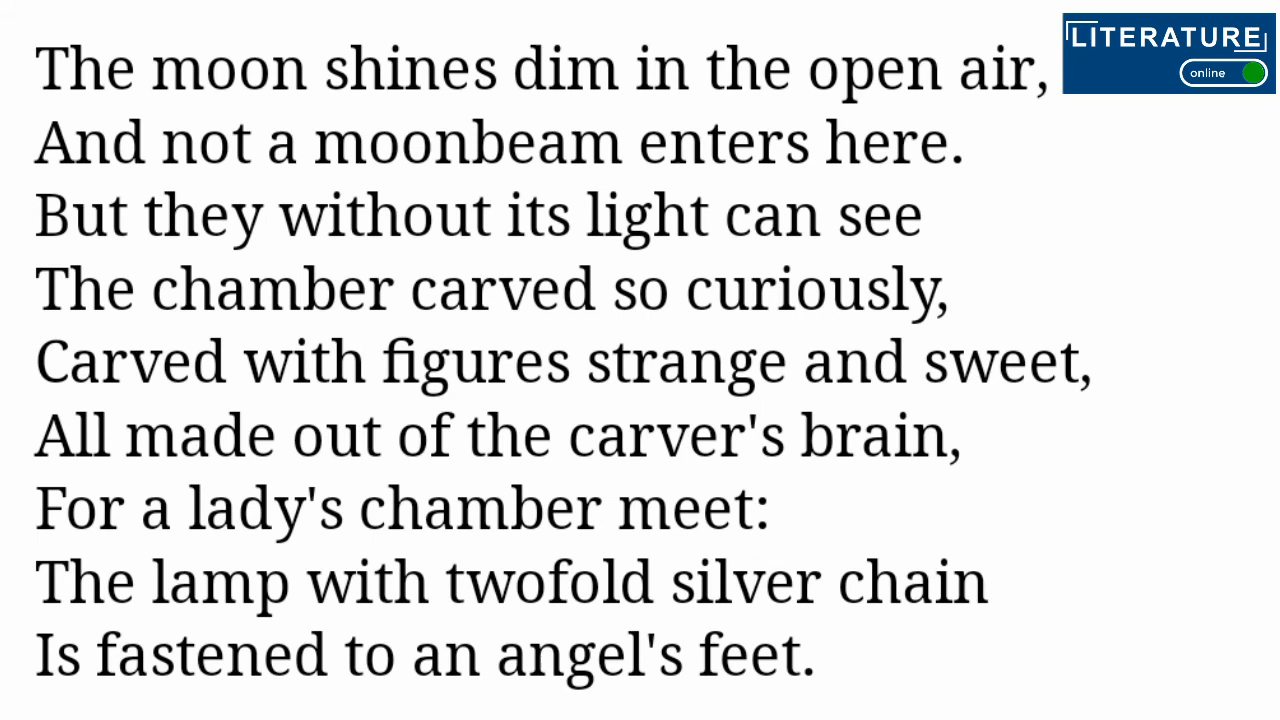 The moon shines dim in the open air,
And not a moonbeam enters here.
But they without its light can see
The chamber carved so curiously,
Carved with figures strange and sweet,
All made out of the carver's brain,
For a lady's chamber meet:
The lamp with twofold silver chain
Is fastened to an angel's feet.
LITERATURE
online